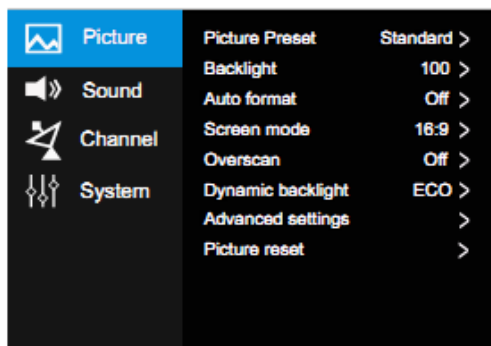 Picture
Sound
Channel
System
Picture Preset Standard >
Backlight 100 >
Auto format Off >
Screen mode 16:9 >
Overscan Off >
Dynamic backlight ECO >
Advanced settings >
Picture reset >